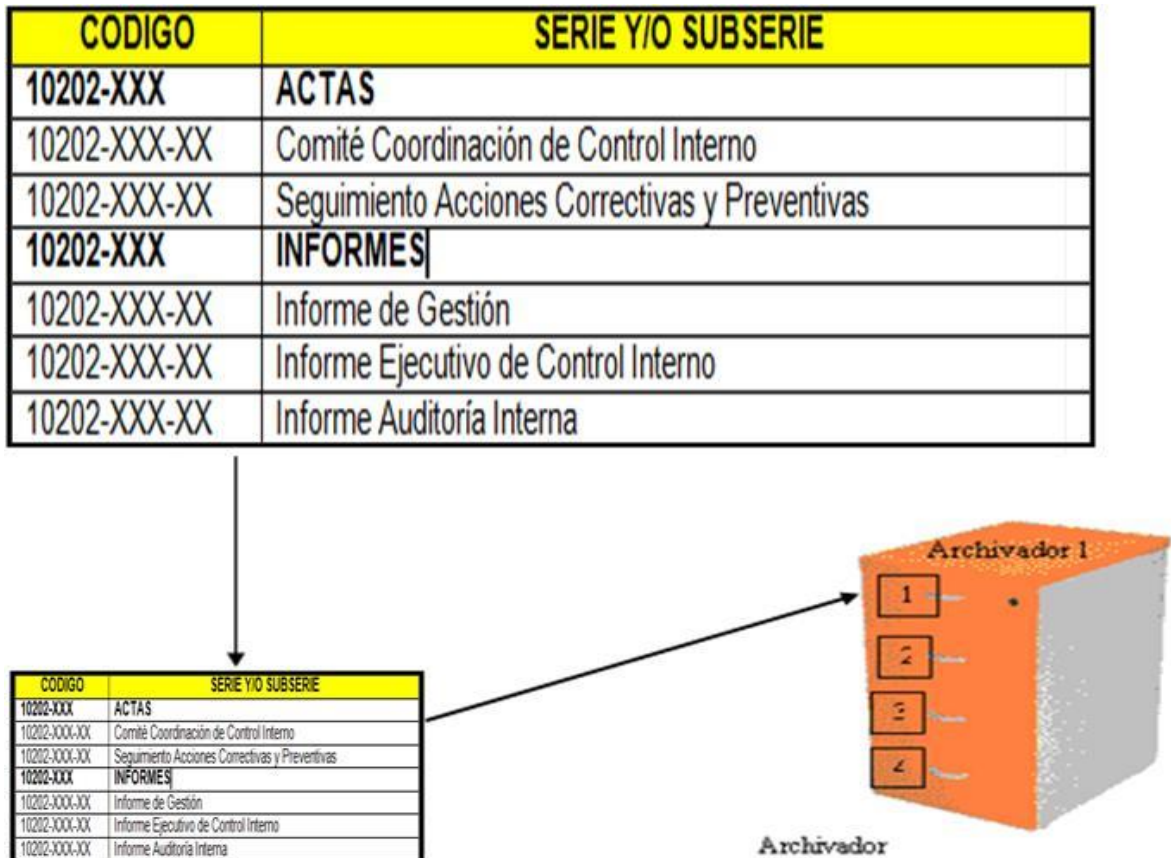 CODIGO SERIE Y/O SUBSERIE
10202-XXX ACTAS
10202-XXX-XX Comité Coordinación de Control Interno
10202-XXX-XX Seguimiento Acciones Correctivas y Preventivas
10202-XXX INFORMES
10202-XXX-XX Informe de Gestión
10202-XXX-XX Informe Ejecutivo de Control Interno
10202-XXX-XX Informe Auditoría Interna
Archivador 1
1
2
3
4
CODIGO SERIE Y/O SUBSERIE
10202-XXX ACTAS
10202-XXX-XX Comité Coordinación de Control Interno
10202-XXX-XX Seguimiento Acciones Correctivas y Preventivas
10202-XXX INFORMES
10202-XXX-XX Informe de Gestión
10202-XXX-XX Informe Ejecutivo de Control Interno
10202-XXX-XX Informe Auditoría Interna
Archivador